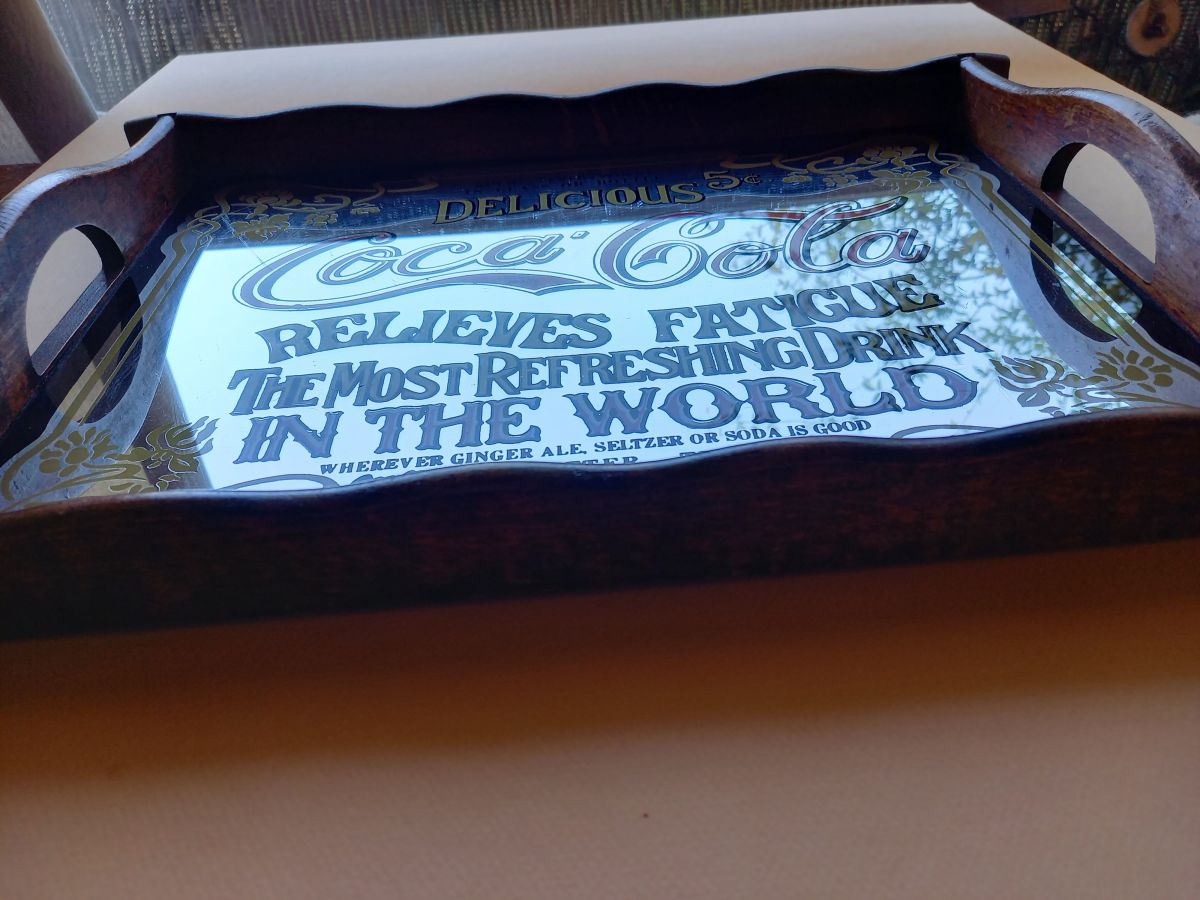 DELICIOUS 5¢
Coca-Cola
RELIEVES FATIGUE
THE MOST REFRESHING DRINK
IN THE WORLD
WHEREVER GINGER ALE, SELTZER OR SODA IS GOOD